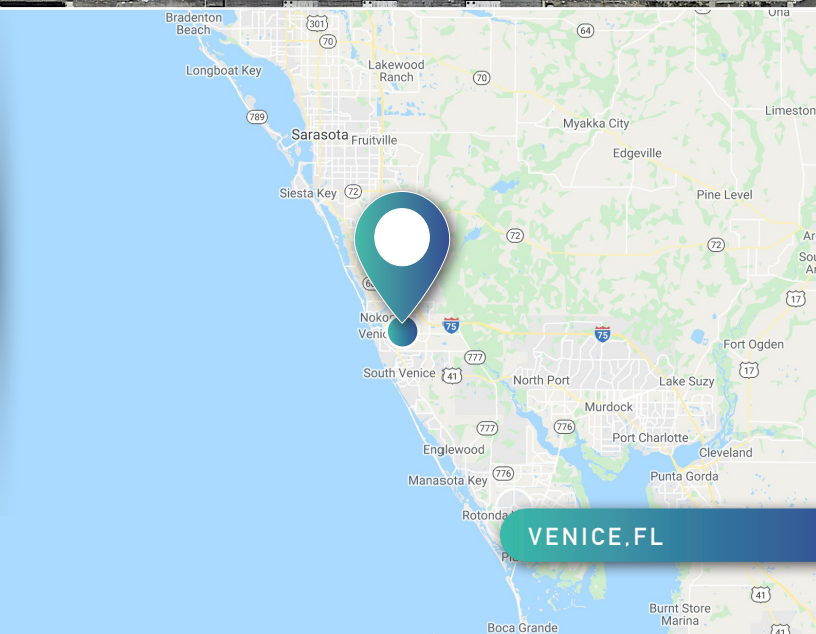 Bradenton
Beach
301
70
64
Longboat Key
Lakewood
Ranch
70
789
Myakka City
Sarasota
Fruitville
Edgeville
Siesta Key
72
Pine Level
72
72
17
75
75
Fort Ogden
777
South Venice
41
North Port
Lake Suzy
17
Murdock
777
776
Port Charlotte
Englewood
Cleveland
776
Manasota Key
Punta Gorda
VENICE,FL
41
Burnt Store
Marina
41
Boca Grande